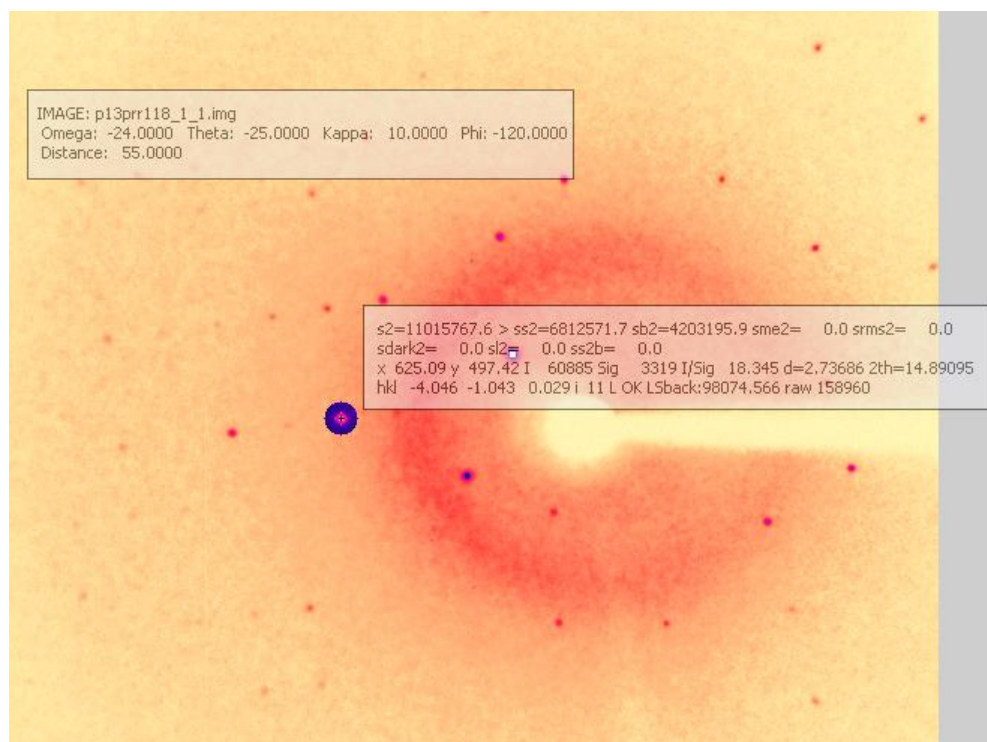 IMAGE: p13prr118_1_1.img
Omega: -24.0000 Theta: -25.0000 Kappa: 10.0000 Phi: -120.0000
Distance: 55.0000
s2=11015767.6 > ss2=6812571.7 sb2=4203195.9 sme2= 0.0 srms2= 0.0
sdark2= 0.0 sl2= 0.0 ss2b= 0.0
x 625.09 y 497.42 I 60885 Sig 3319 I/Sig 18.345 d=2.73686 2th=14.89095
hkl -4.046 -1.043 0.029 i 11 L OK LSback:98074.566 raw 158960